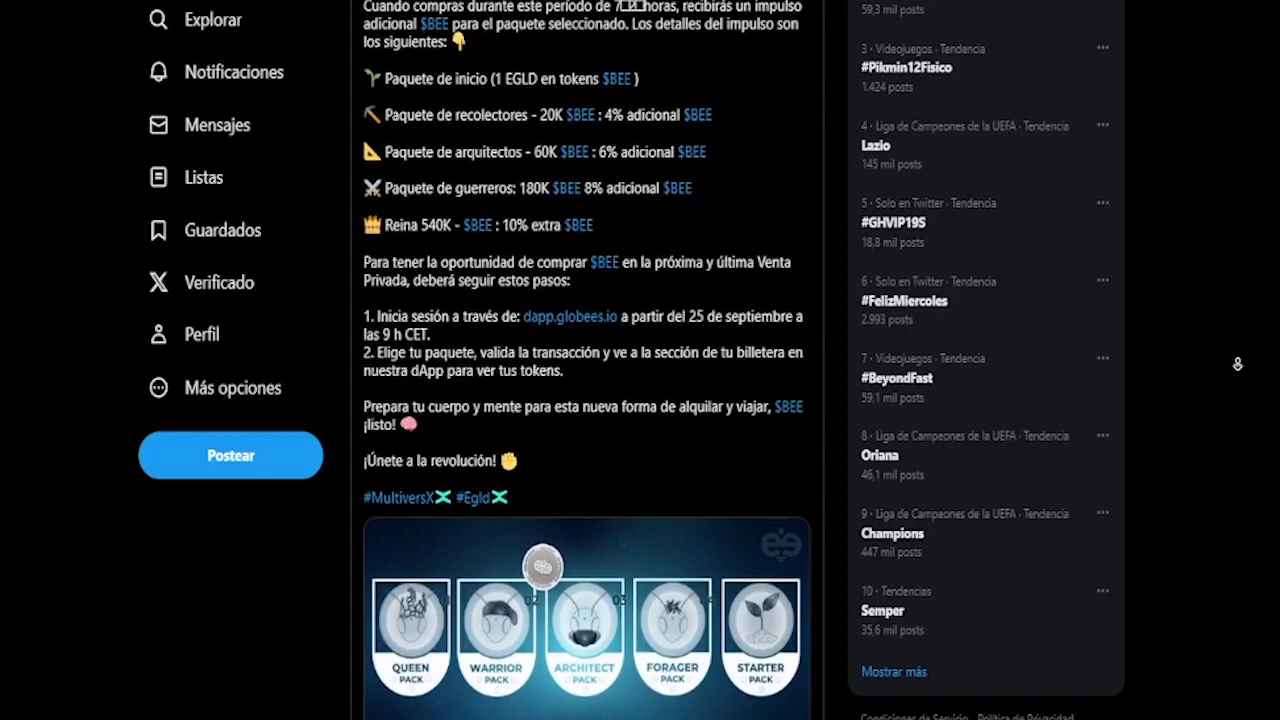 Explorar
Notificaciones
Mensajes
Listas
Guardados
Verificado
Perfil
Más opciones
Postear
Cuando compras durante este período de horas, recibirás un impulso
adicional $BEE para el paquete seleccionado. Los detalles del impulso son
los siguientes: 👇
🌱 Paquete de inicio (1 EGLD en tokens $BEE )
⛏️ Paquete de recolectores - 20K $BEE : 4% adicional $BEE
📐 Paquete de arquitectos - 60K $BEE : 6% adicional $BEE
⚔️ Paquete de guerreros: 180K $BEE 8% adicional $BEE
👑 Reina 540K - $BEE : 10% extra $BEE
Para tener la oportunidad de comprar $BEE en la próxima y última Venta
Privada, deberá seguir estos pasos:
1. Inicia sesión a través de: dapp.globees.io a partir del 25 de septiembre a
las 9 h CET.
2. Elige tu paquete, valida la transacción y ve a la sección de tu billetera en
nuestra dApp para ver tus tokens.
Prepara tu cuerpo y mente para esta nueva forma de alquilar y viajar, $BEE
¡listo! 🧠
¡Únete a la revolución! ✊
#MultiversX #Egld
QUEEN
PACK
02
WARRIOR
PACK
03
ARCHITECT
PACK
FORAGER
PACK
STARTER
PACK
59,3 mil posts
3 · Videojuegos · Tendencia
#Pikmin12Fisico
1.424 posts
4 · Liga de Campeones de la UEFA · Tendencia
Lazio
145 mil posts
5 · Solo en Twitter · Tendencia
#GHVIP19S
18,8 mil posts
6 · Solo en Twitter · Tendencia
#FelizMiercoles
2.993 posts
7 · Videojuegos · Tendencia
#BeyondFast
59,1 mil posts
8 · Liga de Campeones de la UEFA · Tendencia
Oriana
46,1 mil posts
9 · Liga de Campeones de la UEFA · Tendencia
Champions
447 mil posts
10 · Tendencias
Semper
35,6 mil posts
Mostrar más
Condiciones de Servicio Política de Privacidad